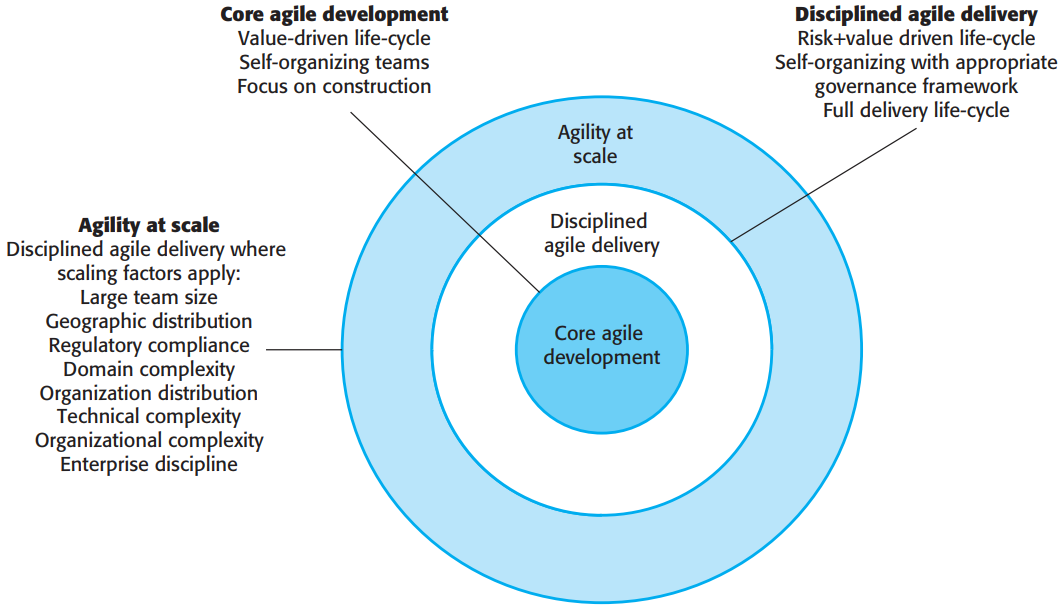 Core agile development
Value-driven life-cycle
Self-organizing teams
Focus on construction
Disciplined agile delivery
Risk+value driven life-cycle
Self-organizing with appropriate
governance framework
Full delivery life-cycle
Agility at scale
Disciplined agile delivery where
scaling factors apply:
Large team size
Geographic distribution
Regulatory compliance
Domain complexity
Organization distribution
Technical complexity
Organizational complexity
Enterprise discipline
Agility at
scale
Disciplined
agile delivery
Core agile
development